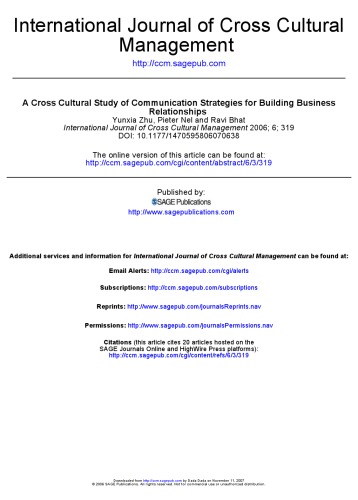 International Journal of Cross Cultural
Management
http://ccm.sagepub.com
A Cross Cultural Study of Communication Strategies for Building Business
Relationships
Yunxia Zhu, Pieter Nel and Ravi Bhat
International Journal of Cross Cultural Management 2006; 6; 319
DOI: 10.1177/1470595806070638
The online version of this article can be found at:
http://ccm.sagepub.com/cgi/content/abstract/6/3/319
Published by:
SAGE Publications
http://www.sagepublications.com
Additional services and information for International Journal of Cross Cultural Management can be found at:
Email Alerts: http://ccm.sagepub.com/cgi/alerts
Subscriptions: http://ccm.sagepub.com/subscriptions
Reprints: http://www.sagepub.com/journalsReprints.nav
Permissions: http://www.sagepub.com/journalsPermissions.nav
Citations (this article cites 20 articles hosted on the
SAGE Journals Online and HighWire Press platforms):
http://ccm.sagepub.com/cgi/content/refs/6/3/319
Downloaded from http://ccm.sagepub.com by Data on November 11, 2007
© 2006 SAGE Publications. All rights reserved. Not for commercial use or unauthorized distribution.